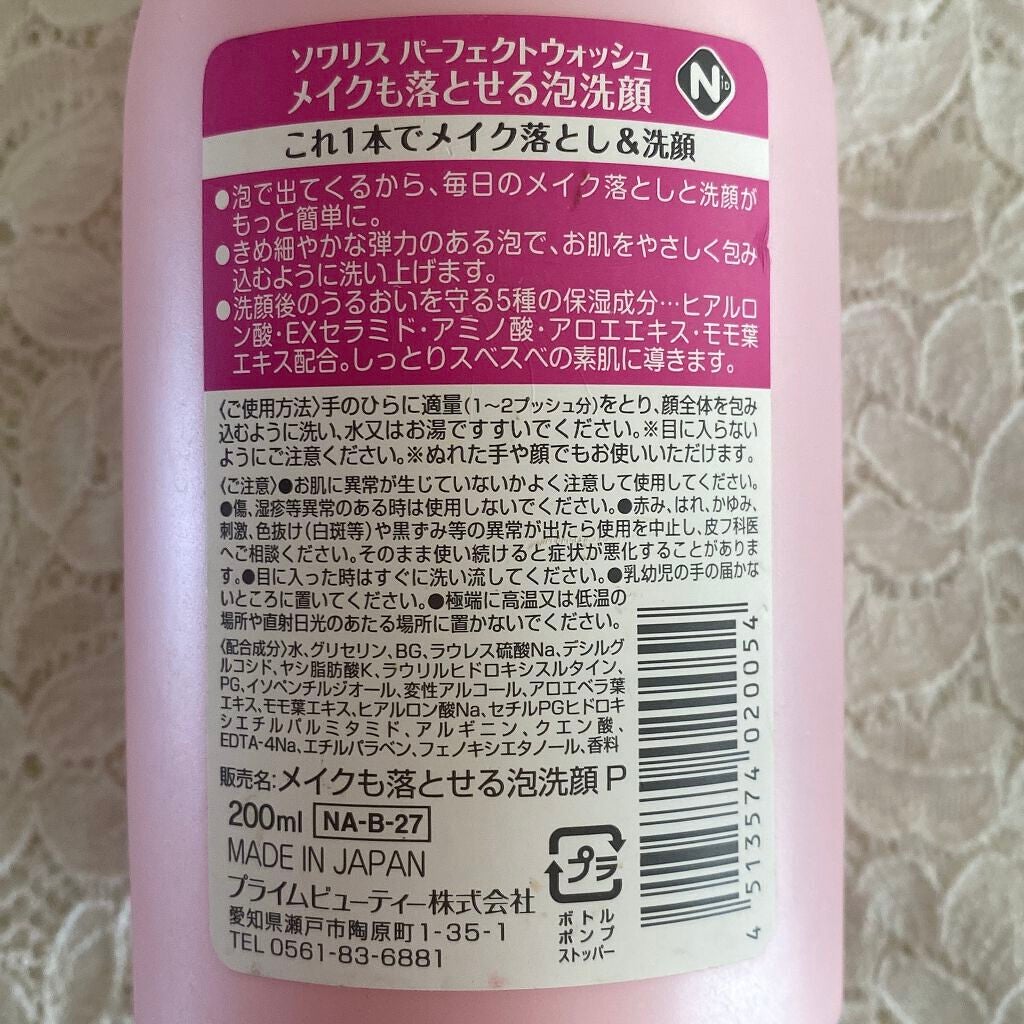 ソワリス パーフェクトウォッシュ
メイクも落とせる泡洗顔
N iD
これ1本でメイク落とし&洗顔
●泡で出てくるから、毎日のメイク落としと洗顔が
もっと簡単に。
●きめ細やかな弾力のある泡で、お肌をやさしく包み
込むように洗い上げます。
●洗顔後のうるおいを守る5種の保湿成分…ヒアルロ
ン酸・EXセラミド・アミノ酸・アロエエキス・モモ葉
エキス配合。しっとりスベスベの素肌に導きます。
〈ご使用方法〉手のひらに適量(1〜2プッシュ分)をとり、顔全体を包み
込むように洗い、水又はお湯ですすいでください。※目に入らない
ようにご注意ください。※ぬれた手や顔でもお使いいただけます。
〈ご注意〉●お肌に異常が生じていないかよく注意して使用してください。
●傷、湿疹等異常のある時は使用しないでください。●赤み、はれ、かゆみ、
刺激、色抜け(白斑等)や黒ずみ等の異常が出たら使用を中止し、皮フ科医
へご相談ください。そのまま使い続けると症状が悪化することがありま
す。●目に入った時はすぐに洗い流してください。●乳幼児の手の届かな
いところに置いてください。●極端に高温又は低温の
場所や直射日光のあたる場所に置かないでください。
〈配合成分〉水、グリセリン、BG、ラウレス硫酸Na、デシルグ
ルコシド、ヤシ脂肪酸K、ラウリルヒドロキシスルタイン、
PG、イソペンチルジオール、変性アルコール、アロエベラ葉
エキス、モモ葉エキス、ヒアルロン酸Na、セチルPGヒドロキ
シエチルパルミタミド、アルギニン、クエン酸、
EDTA-4Na、エチルパラベン、フェノキシエタノール、香料
販売名:メイクも落とせる泡洗顔 P
200ml NA-B-27
MADE IN JAPAN
プライムビューティー株式会社
愛知県瀬戸市陶原町1-35-1
TEL 0561-83-6881
プラ
ボトル
ポンプ
ストッパー
4 513574 020054